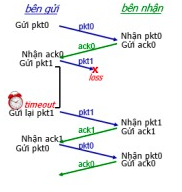 bên gửi
bên nhận
Gửi pkt0
pkt0
Nhận pkt0
ack0
Gửi ack0
Nhận ack0
Gửi pkt1
pkt1
loss
timeout
Gửi lại pkt1
pkt1
Nhận pkt1
ack1
Gửi ack1
Nhận ack1
Gửi pkt0
pkt0
Nhận pkt0
ack0
Gửi ack0